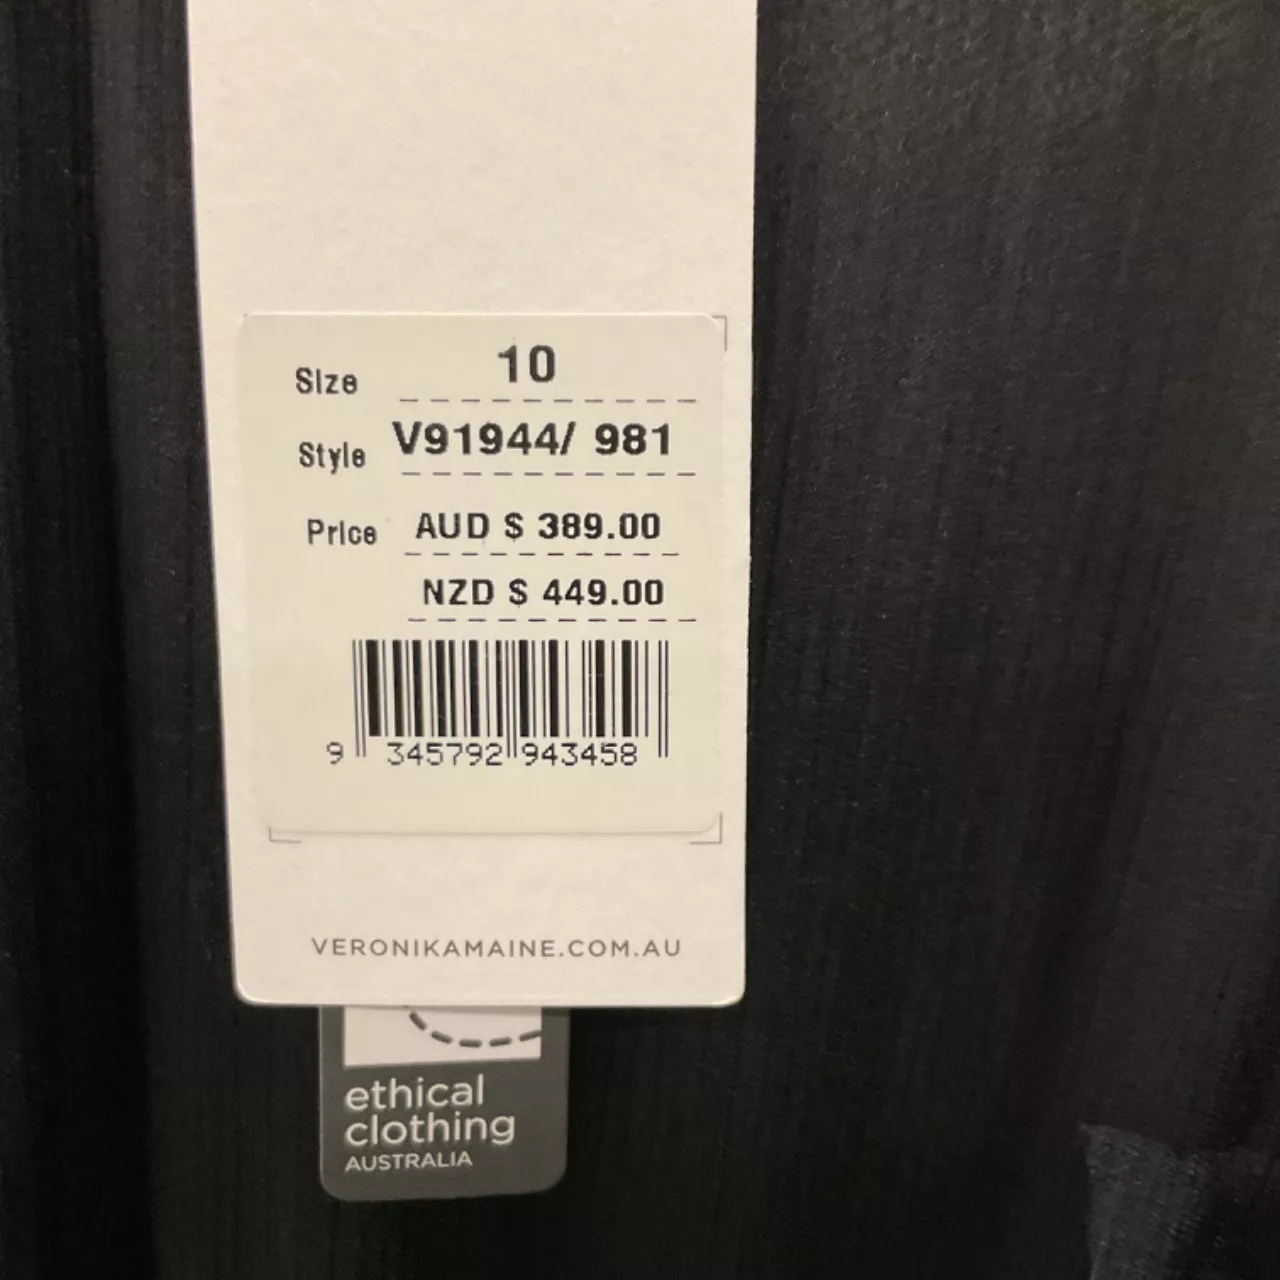 Size 10
Style V91944/ 981
Price AUD $ 389.00
NZD $ 449.00
9 345792 943458
VERONIKAMAINE.COM.AU
ethical
clothing
AUSTRALIA